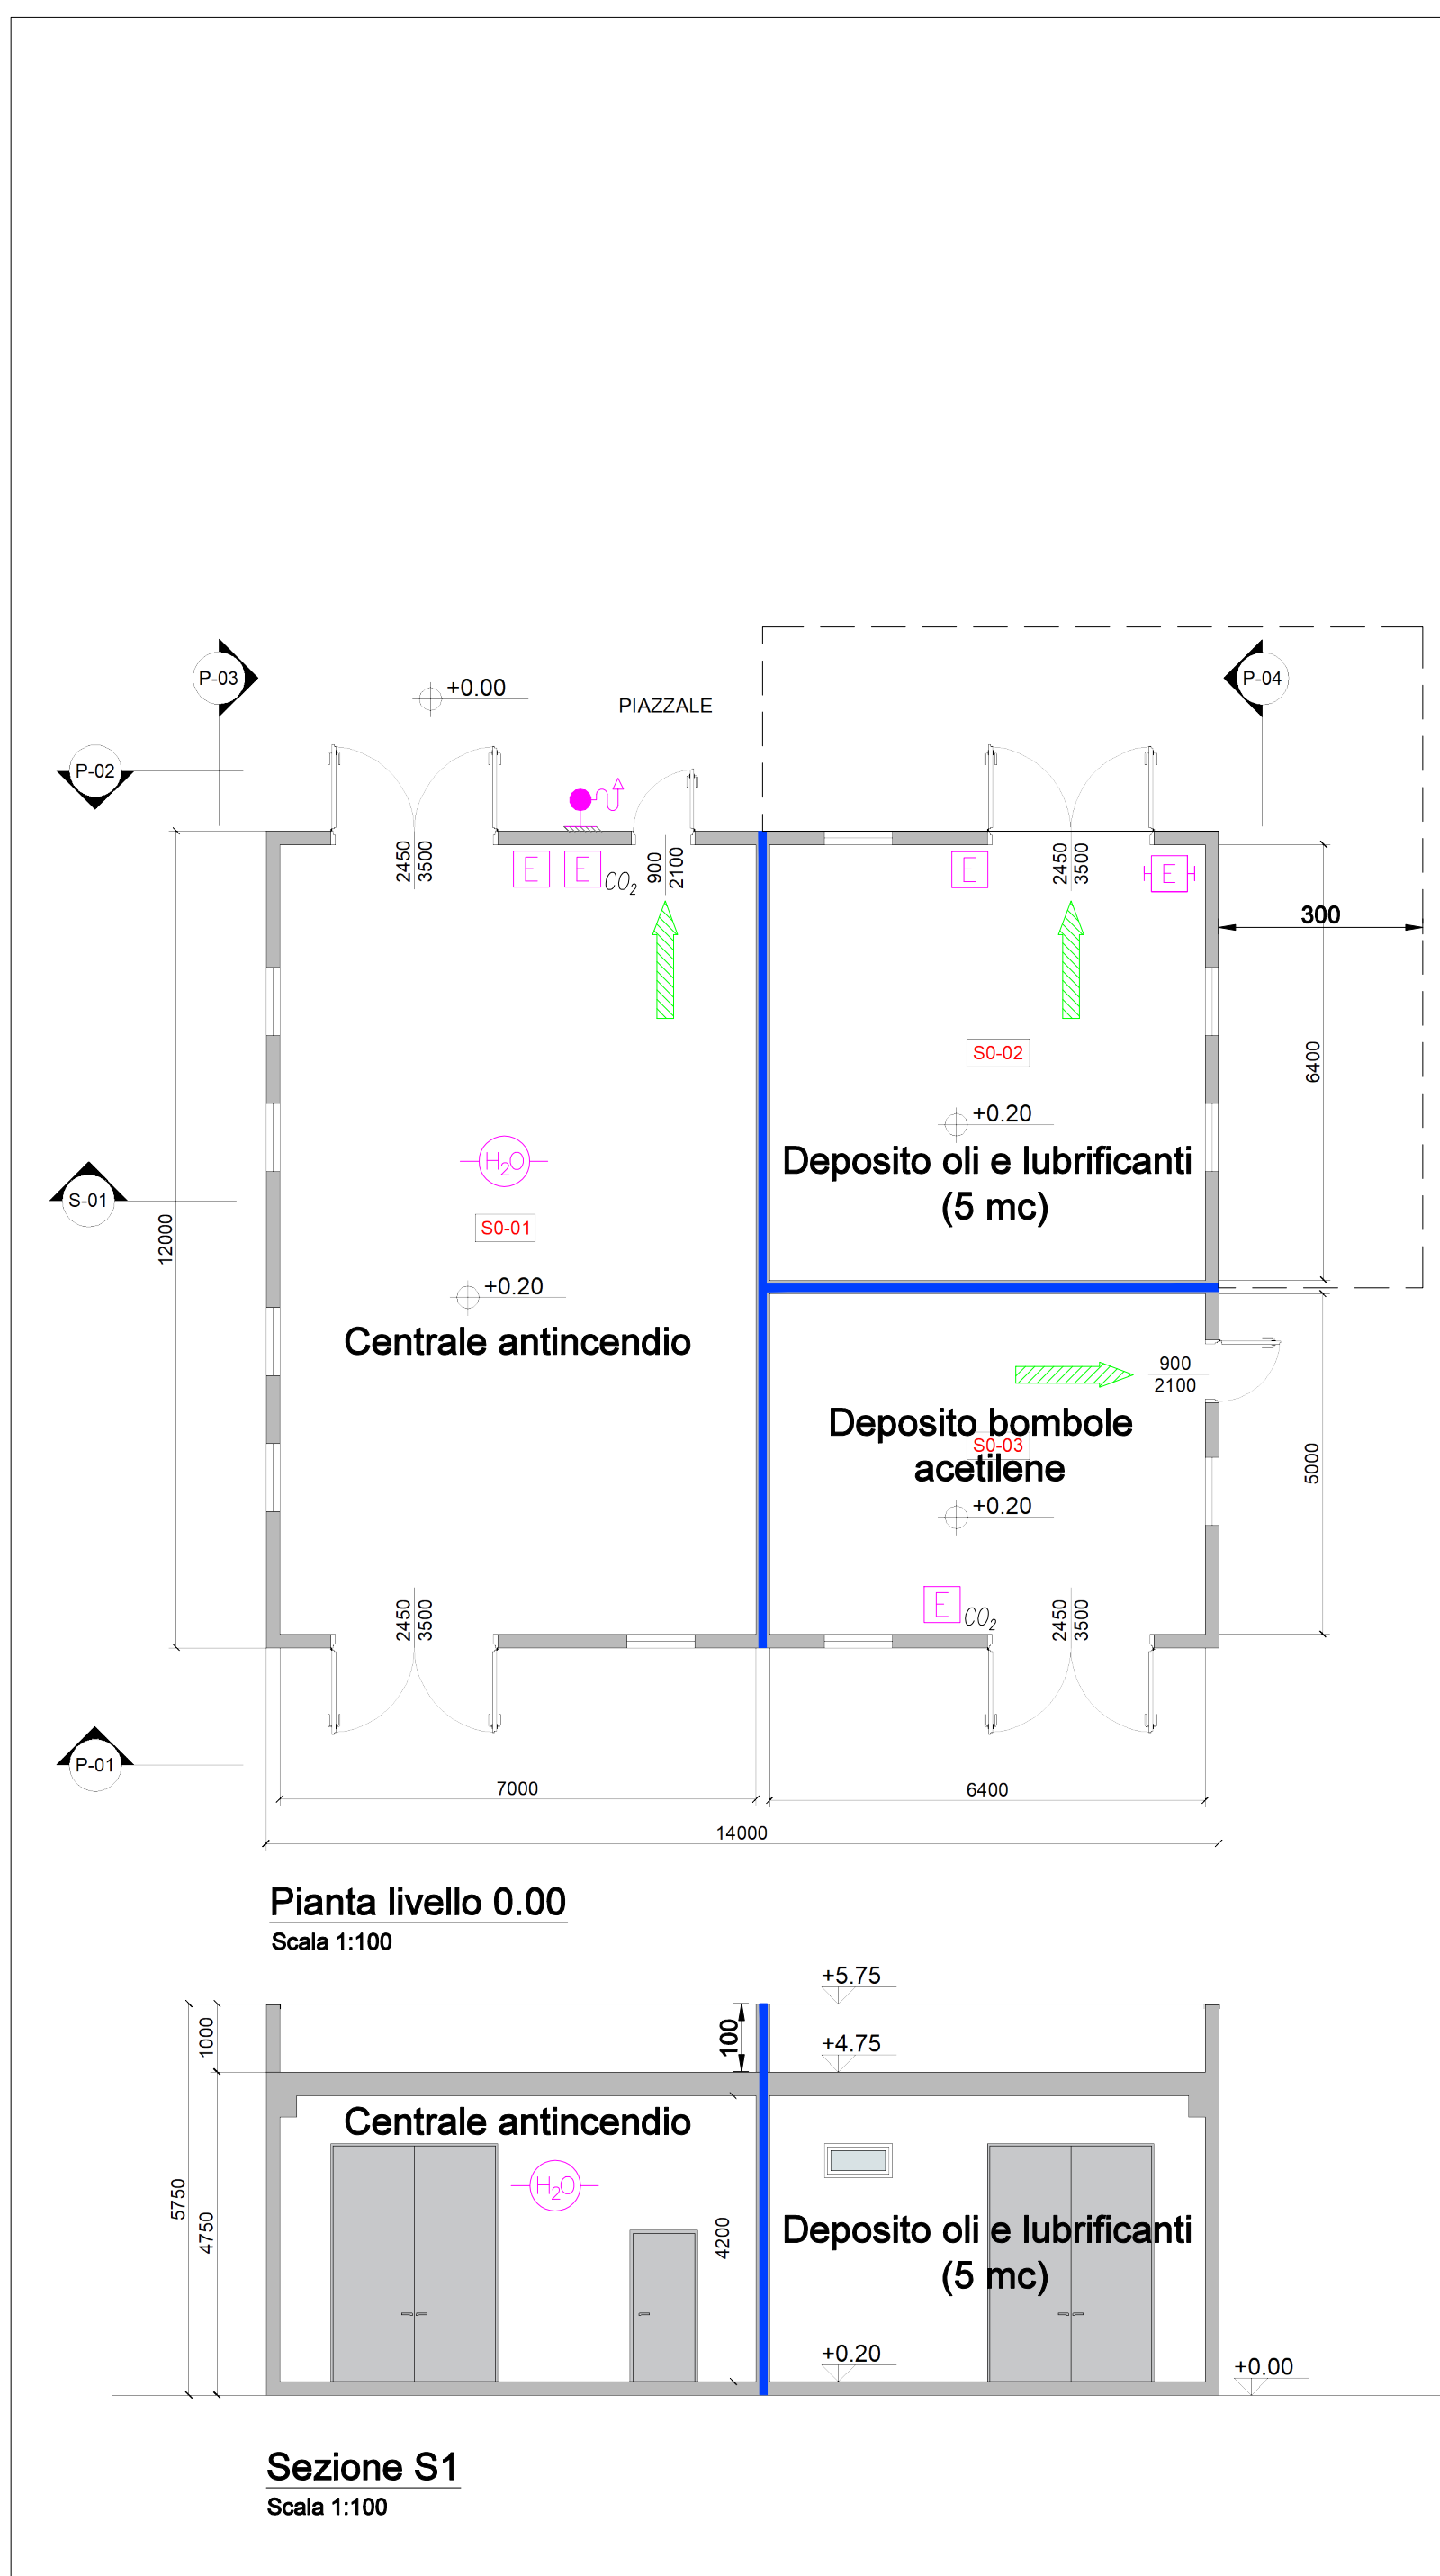 P-03
+0.00
PIAZZALE
P-04
P-02
2450
3500
E
E
CO2
900
2100
E
2450
3500
E
300
S0-02
6400
+0.20
H2O
Deposito oli e lubrificanti
(5 mc)
S-01
12000
S0-01
+0.20
Centrale antincendio
900
2100
Deposito bombole
S0-03
acetilene
5000
+0.20
2450
3500
E
CO2
2450
3500
P-01
7000
6400
14000
Pianta livello 0.00
Scala 1:100
+5.75
1000
100
+4.75
Centrale antincendio
H2O
5750
4750
4200
Deposito oli e lubrificanti
(5 mc)
+0.20
+0.00
Sezione S1
Scala 1:100